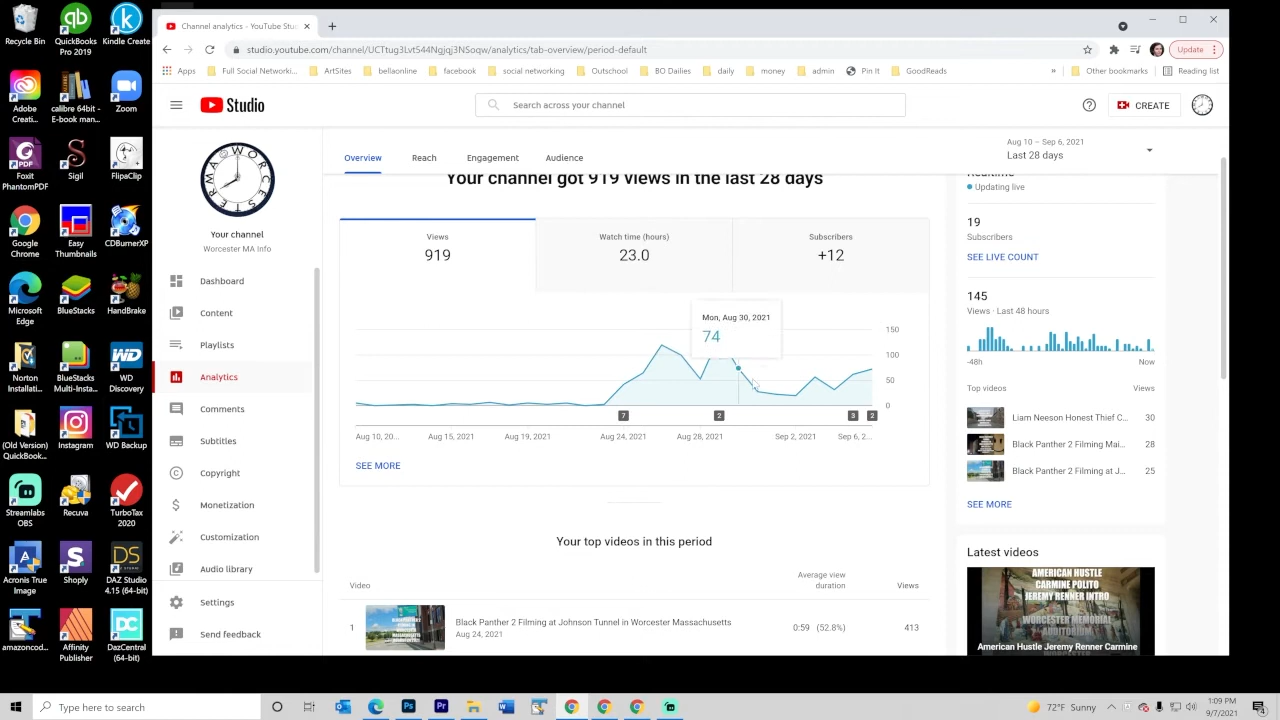 Recycle Bin
QuickBooks Pro 2019
Kindle Create
Adobe Creati...
calibre 64bit - E-book man...
Zoom
Foxit PhantomPDF
Sigil
FlipaClip
Google Chrome
Easy Thumbnails
CDBurnerXP
Microsoft Edge
BlueStacks
HandBrake
Norton Installati...
BlueStacks Multi-Insta...
WD Discovery
(Old Version) QuickBook...
Instagram
WD Backup
Streamlabs OBS
Recuva
TurboTax 2020
Acronis True Image
Shoply
DAZ Studio 4.15 (64-bit)
amazoncod...
Affinity Publisher
DazCentral (64-bit)
Channel analytics - YouTube Stu
studio.youtube.com/channel/UCTtug3Lvt544Ngjqj3NSoqw/analytics/tab-overview/period-default
Update
Apps
Full Social Networki...
ArtSites
bellaonline
facebook
social networking
Outschool
BO Dailies
daily
money
admin
Pin It
GoodReads
»
Other bookmarks
Reading list
Studio
Search across your channel
CREATE
WORCESTER MA
Your channel
Worcester MA Info
Dashboard
Content
Playlists
Analytics
Comments
Subtitles
Copyright
Monetization
Customization
Audio library
Settings
Send feedback
Overview
Reach
Engagement
Audience
Aug 10 – Sep 6, 2021
Last 28 days
Your channel got 919 views in the last 28 days
Views
919
Watch time (hours)
23.0
Subscribers
+12
Mon, Aug 30, 2021
74
150
100
50
0
7
2
3
2
Aug 10, 20...
Aug 15, 2021
Aug 19, 2021
Aug 24, 2021
Aug 28, 2021
Sep 2, 2021
Sep 6, 2...
SEE MORE
Your top videos in this period
Video
Average view duration
Views
1
Black Panther 2 Filming at Johnson Tunnel in Worcester Massachusetts
Aug 24, 2021
0:59 (52.8%)
413
Realtime
Updating live
19
Subscribers
SEE LIVE COUNT
145
Views · Last 48 hours
-48h
Now
Top videos
Views
Liam Neeson Honest Thief C...
30
Black Panther 2 Filming Mai...
28
Black Panther 2 Filming at J...
25
SEE MORE
Latest videos
AMERICAN HUSTLE
CARMINE POLITO
JEREMY RENNER INTRO
WORCESTER MEMORIAL
AUDITORIUM
American Hustle Jeremy Renner Carmine
Type here to search
72°F Sunny
1:09 PM
9/7/2021